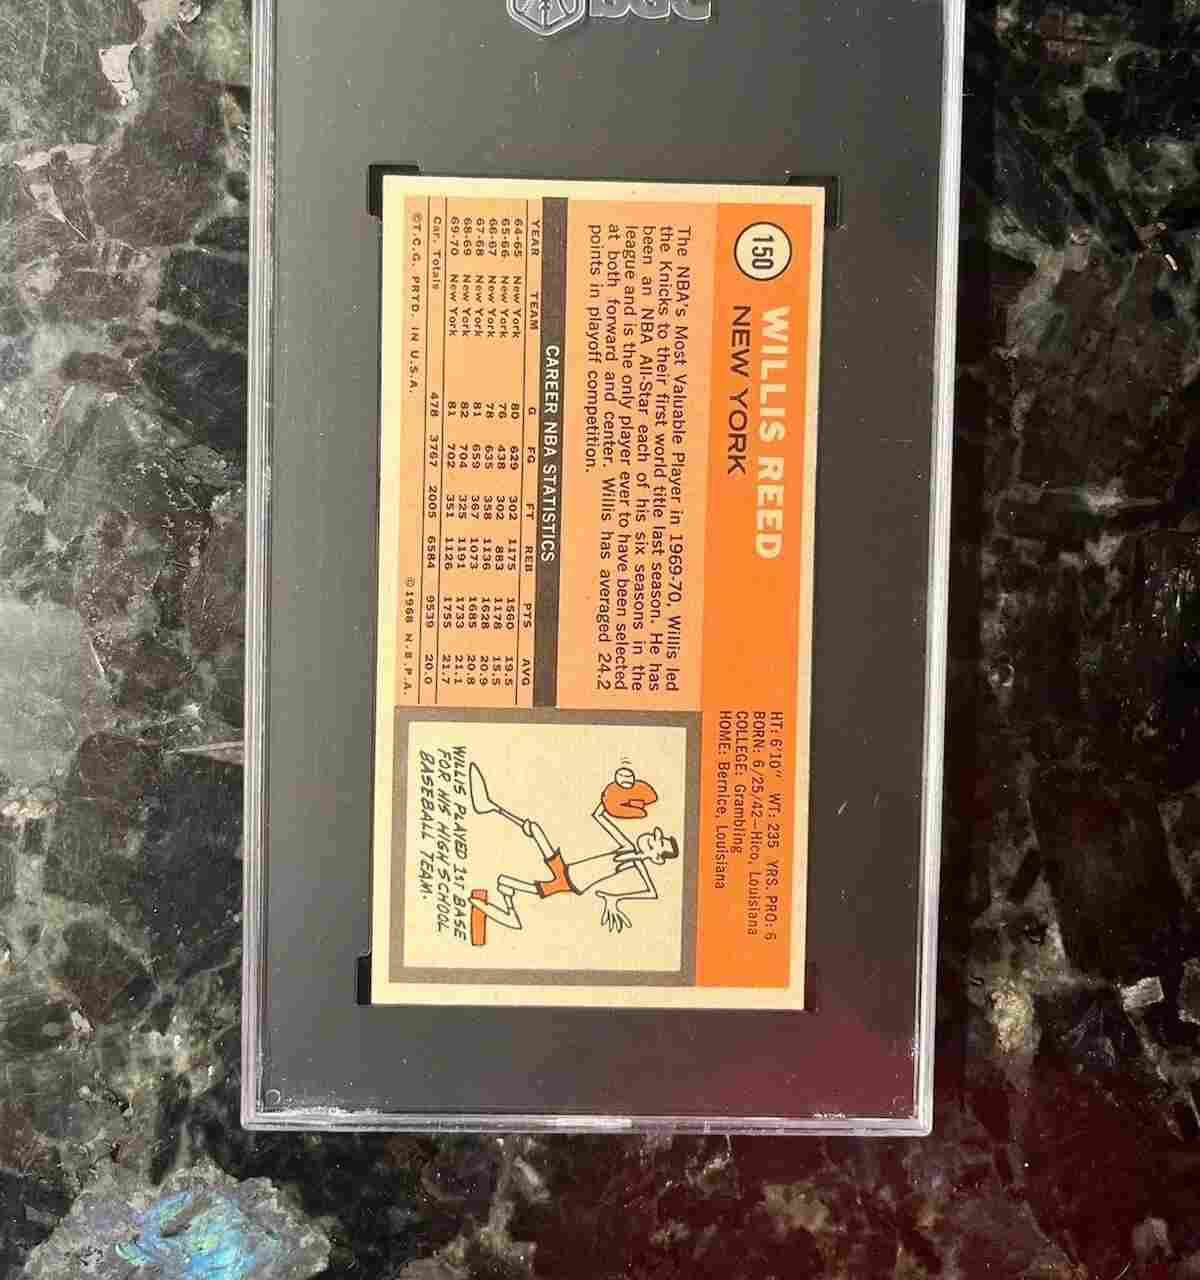 150
WILLIS REED
NEW YORK
HT: 6'10" WT: 235 YRS. PRO: 6
BORN: 6/25/42—Hico, Louisiana
COLLEGE: Grambling
HOME: Bernice, Louisiana
The NBA's Most Valuable Player in 1969-70, Willis led
the Knicks to their first world title last season. He has
been an NBA All-Star each of his six seasons in the
league and is the only player ever to have been selected
at both forward and center. Willis has averaged 24.2
points in playoff competition.
CAREER NBA STATISTICS
YEAR TEAM G FG FT REB PTS AVG
64-65 New York 80 629 302 1175 1560 19.5
65-66 New York 76 438 302 883 1178 15.5
66-67 New York 78 635 358 1136 1628 20.9
67-68 New York 81 659 367 1073 1685 20.8
68-69 New York 82 704 325 1191 1733 21.1
69-70 New York 81 702 351 1126 1755 21.7
Car. Totals 478 3767 2005 6584 9539 20.0
©T.C.G. PRTD. IN U.S.A. ©1968 N.B.P.A.
WILLIS PLAYED 1ST BASE
FOR HIS HIGH SCHOOL
BASEBALL TEAM.